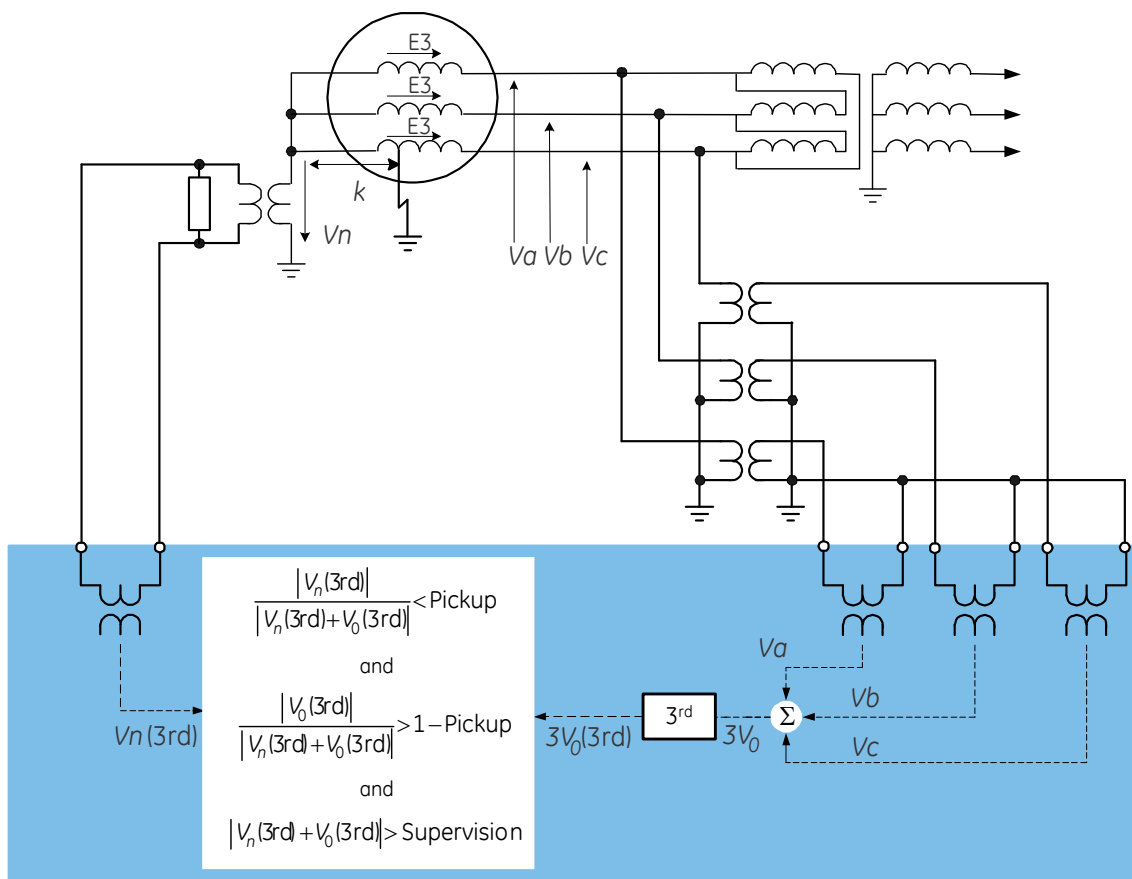 E3
E3
E3
k
Vn
Va Vb Vc
|Vn(3rd)|
|Vn(3rd)+V0(3rd)|
<Pickup
and
|V0(3rd)|
|Vn(3rd)+V0(3rd)|
>1−Pickup
and
|Vn(3rd)+V0(3rd)|>Supervision
Vn(3rd)
3V0(3rd)
3rd
3V0
Σ
Va
Vb
Vc